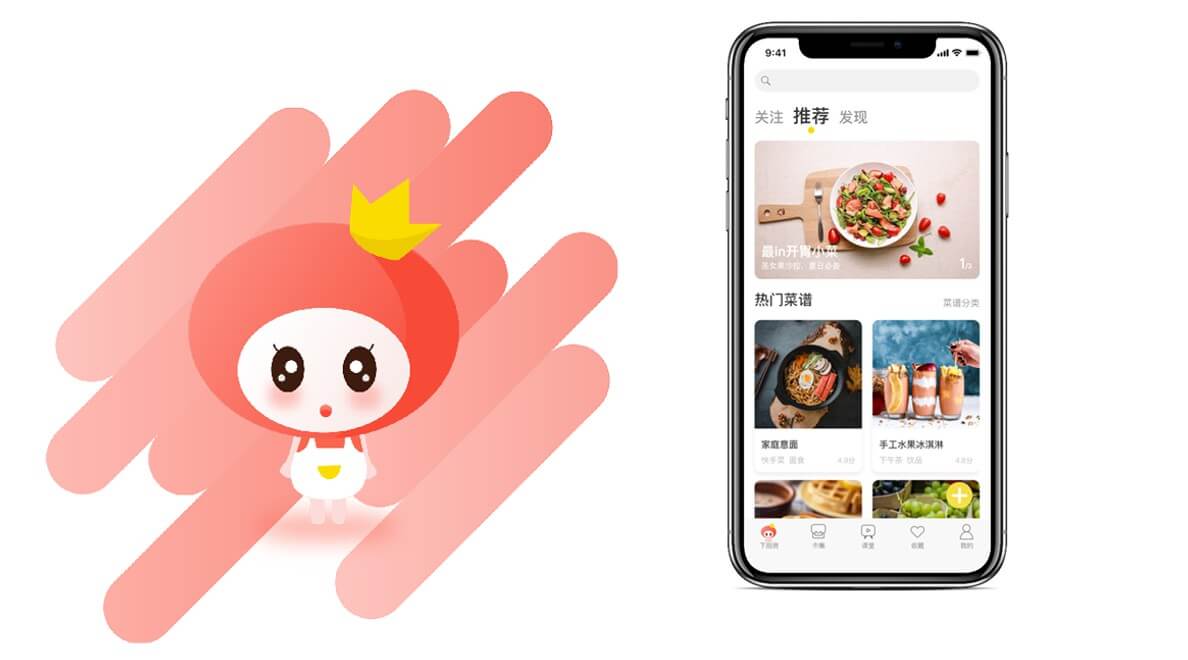 9:41
关注 推荐 发现
最in开胃小菜
美女果沙拉，夏日必备
1/3
热门菜谱 菜谱分类
家庭意面 手工水果冰淇淋
快手菜 面食 4.9分 下午茶 饮品 4.8分
下厨房 市集 课堂 收藏 我的